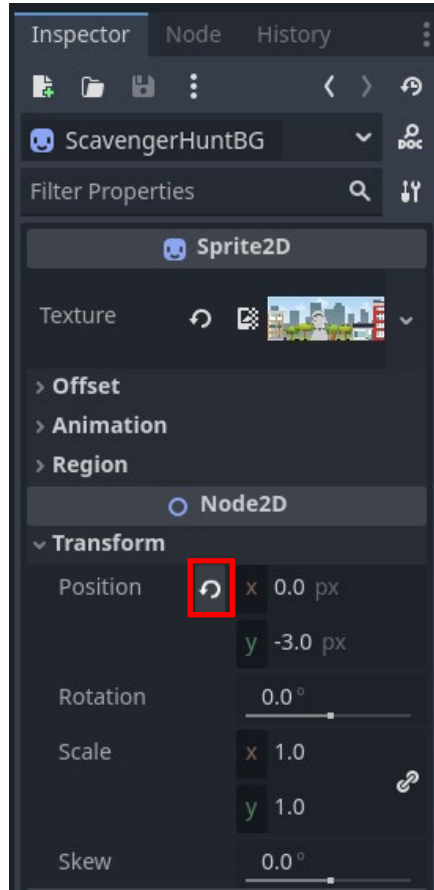 Inspector Node History
ScavengerHuntBG
DOC
Filter Properties
Sprite2D
Texture
Offset
Animation
Region
Node2D
Transform
Position x 0.0 px
y -3.0 px
Rotation 0.0 °
Scale x 1.0
y 1.0
Skew 0.0 °